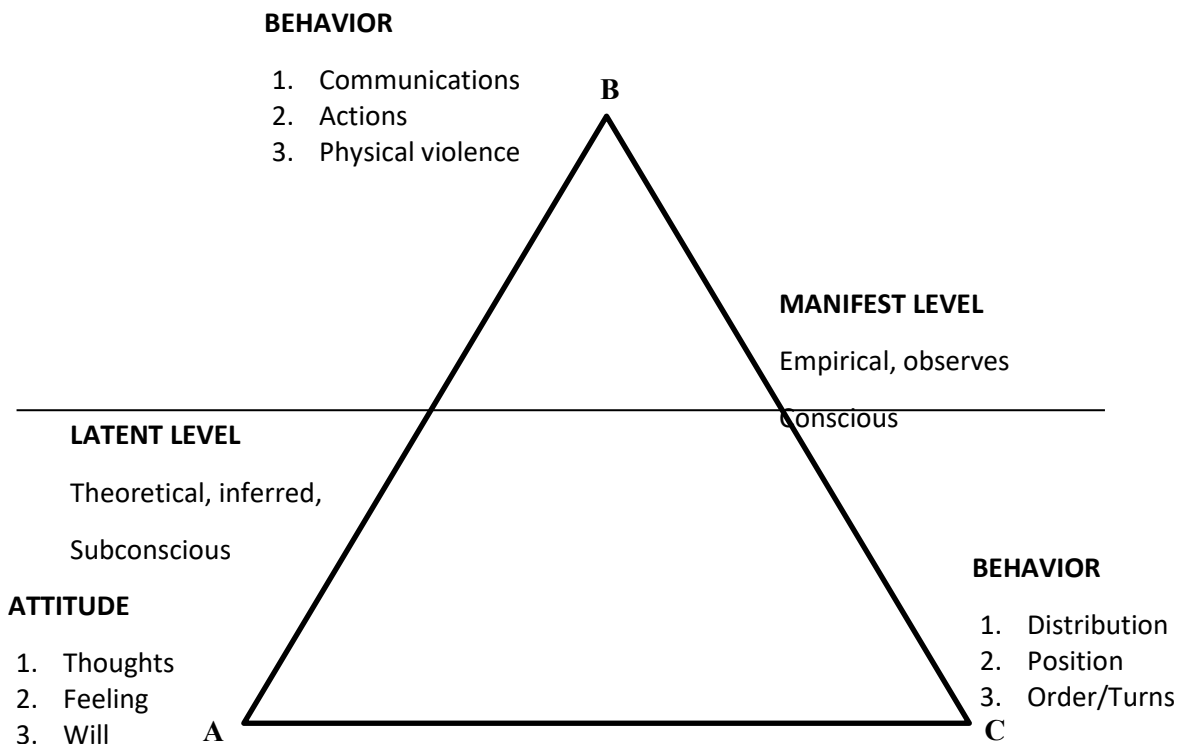 BEHAVIOR
1. Communications
2. Actions
3. Physical violence
B
MANIFEST LEVEL
Empirical, observes
Conscious
LATENT LEVEL
Theoretical, inferred,
Subconscious
ATTITUDE
1. Thoughts
2. Feeling
3. Will
A
BEHAVIOR
1. Distribution
2. Position
3. Order/Turns
C